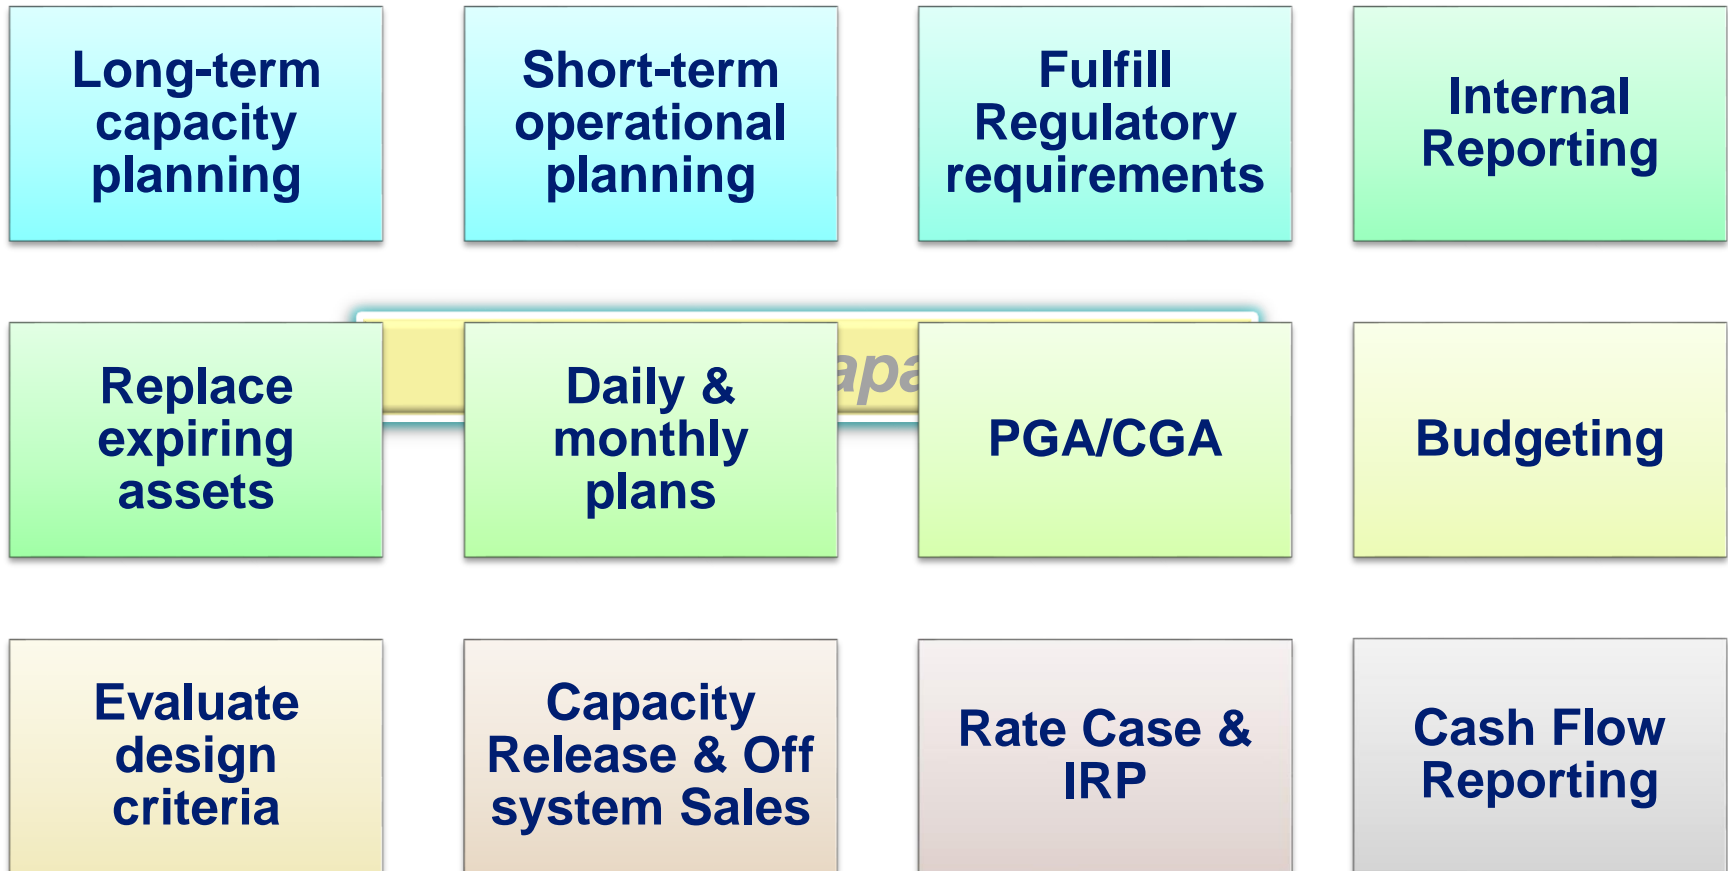 Long-term
capacity
planning
Short-term
operational
planning
Fulfill
Regulatory
requirements
Internal
Reporting
Replace
expiring
assets
Daily &
monthly
plans
PGA/CGA
Budgeting
Evaluate
design
criteria
Capacity
Release & Off
system Sales
Rate Case &
IRP
Cash Flow
Reporting